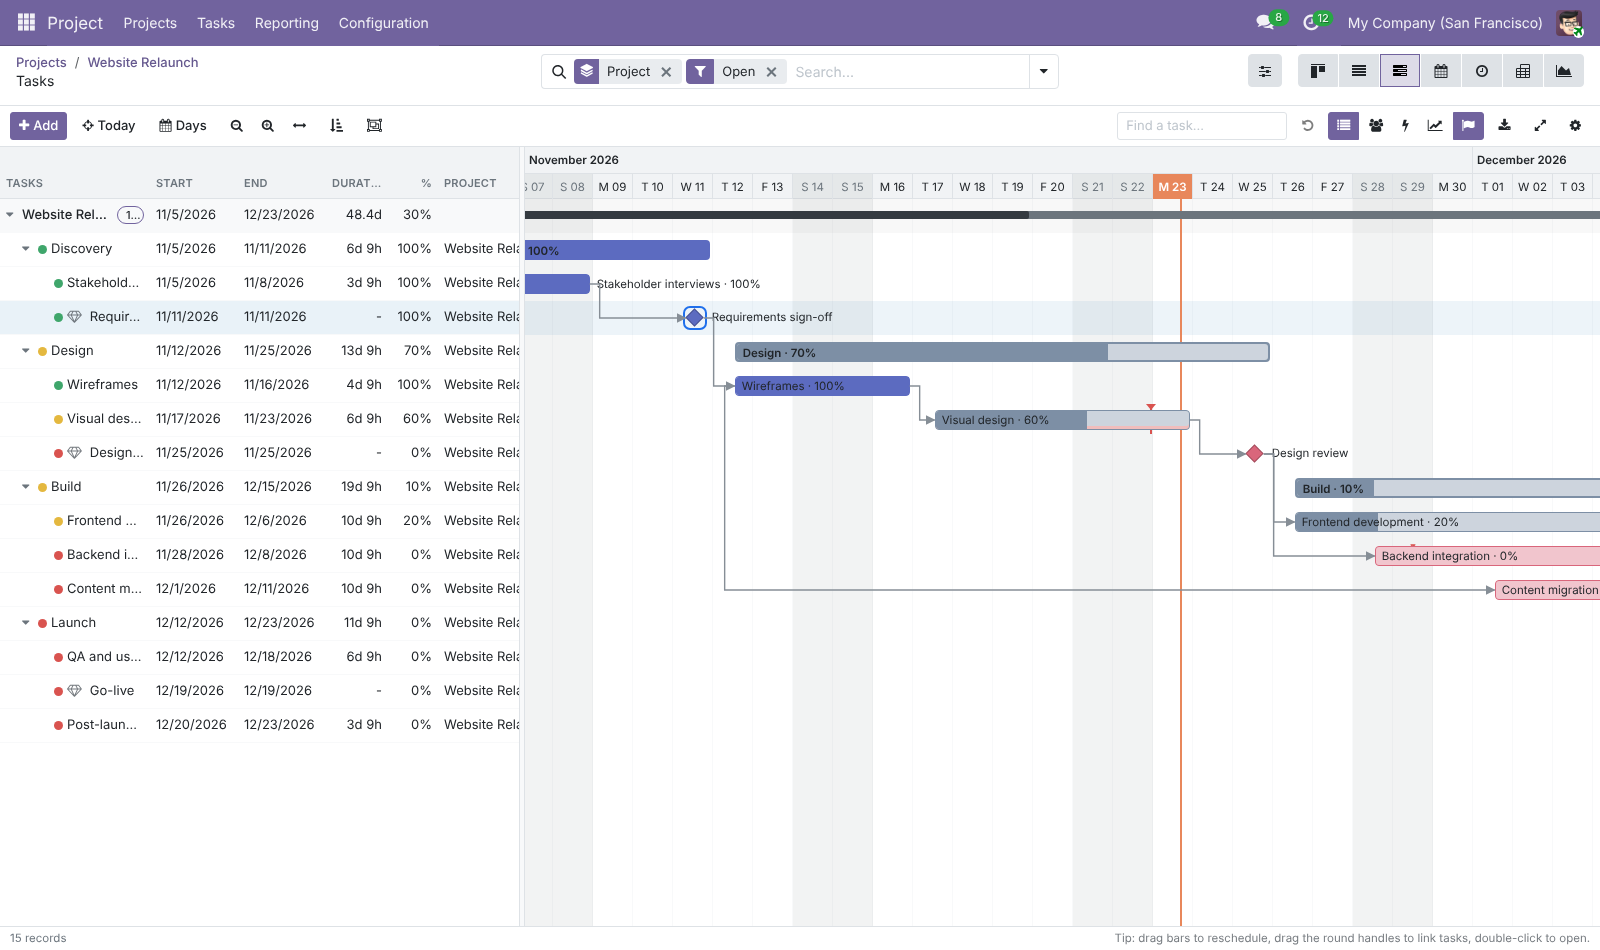 Project Projects Tasks Reporting Configuration 8 12 My Company (San Francisco)
Projects / Website Relaunch
Tasks
Project Open Search...
Add Today Days Find a task...
November 2026 December 2026
TASKS START END DURAT... % PROJECT
S 07 S 08 M 09 T 10 W 11 T 12 F 13 S 14 S 15 M 16 T 17 W 18 T 19 F 20 S 21 S 22 M 23 T 24 W 25 T 26 F 27 S 28 S 29 M 30 T 01 W 02 T 03
Website Rel... 1... 11/5/2026 12/23/2026 48.4d 30%
Discovery 11/5/2026 11/11/2026 6d 9h 100% Website Rela 100%
Stakehold... 11/5/2026 11/8/2026 3d 9h 100% Website Rela Stakeholder interviews · 100%
Requir... 11/11/2026 11/11/2026 - 100% Website Rela Requirements sign-off
Design 11/12/2026 11/25/2026 13d 9h 70% Website Rela Design · 70%
Wireframes 11/12/2026 11/16/2026 4d 9h 100% Website Rela Wireframes · 100%
Visual des... 11/17/2026 11/23/2026 6d 9h 60% Website Rela Visual design · 60%
Design... 11/25/2026 11/25/2026 - 0% Website Rela Design review
Build 11/26/2026 12/15/2026 19d 9h 10% Website Rela Build · 10%
Frontend ... 11/26/2026 12/6/2026 10d 9h 20% Website Rela Frontend development · 20%
Backend i... 11/28/2026 12/8/2026 10d 9h 0% Website Rela Backend integration · 0%
Content m... 12/1/2026 12/11/2026 10d 9h 0% Website Rela Content migration
Launch 12/12/2026 12/23/2026 11d 9h 0% Website Rela
QA and us... 12/12/2026 12/18/2026 6d 9h 0% Website Rela
Go-live 12/19/2026 12/19/2026 - 0% Website Rela
Post-laun... 12/20/2026 12/23/2026 3d 9h 0% Website Rela
15 records Tip: drag bars to reschedule, drag the round handles to link tasks, double-click to open.